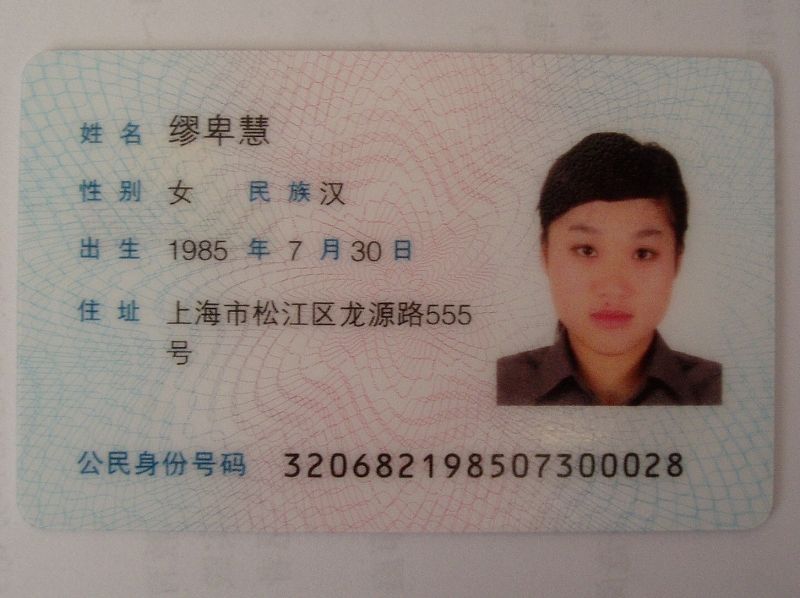 姓名 缪卑慧
性别 女 民族 汉
出生 1985 年 7 月 30 日
住址 上海市松江区龙源路555
号
公民身份号码 320682198507300028